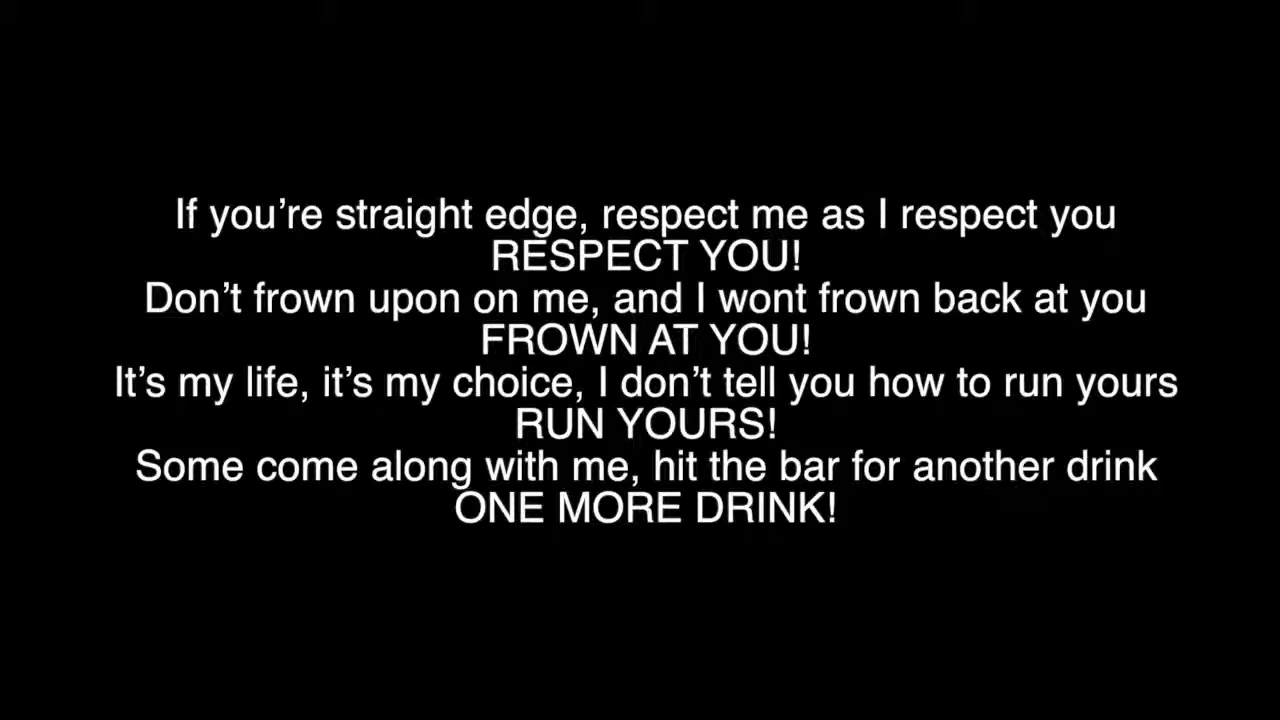 If you’re straight edge, respect me as I respect you
RESPECT YOU!
Don’t frown upon on me, and I wont frown back at you
FROWN AT YOU!
It’s my life, it’s my choice, I don’t tell you how to run yours
RUN YOURS!
Some come along with me, hit the bar for another drink
ONE MORE DRINK!